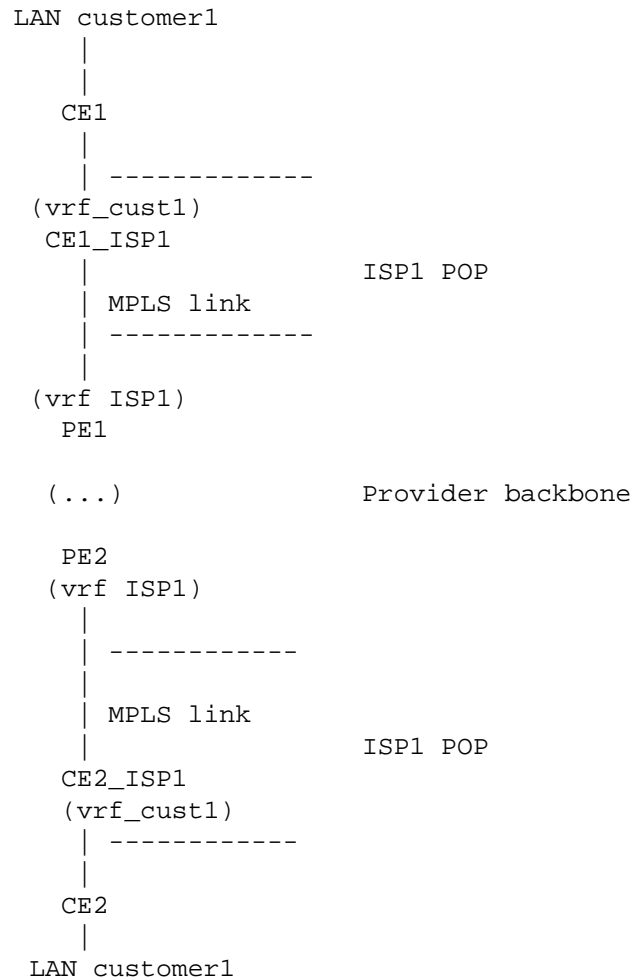 LAN customer1
|
|
CE1
|
| -------------
(vrf_cust1)
CE1_ISP1
| ISP1 POP
| MPLS link
| -------------
|
(vrf ISP1)
PE1
(...) Provider backbone
PE2
(vrf ISP1)
|
| ------------
|
| MPLS link
| ISP1 POP
CE2_ISP1
(vrf_cust1)
| ------------
|
CE2
|
LAN customer1